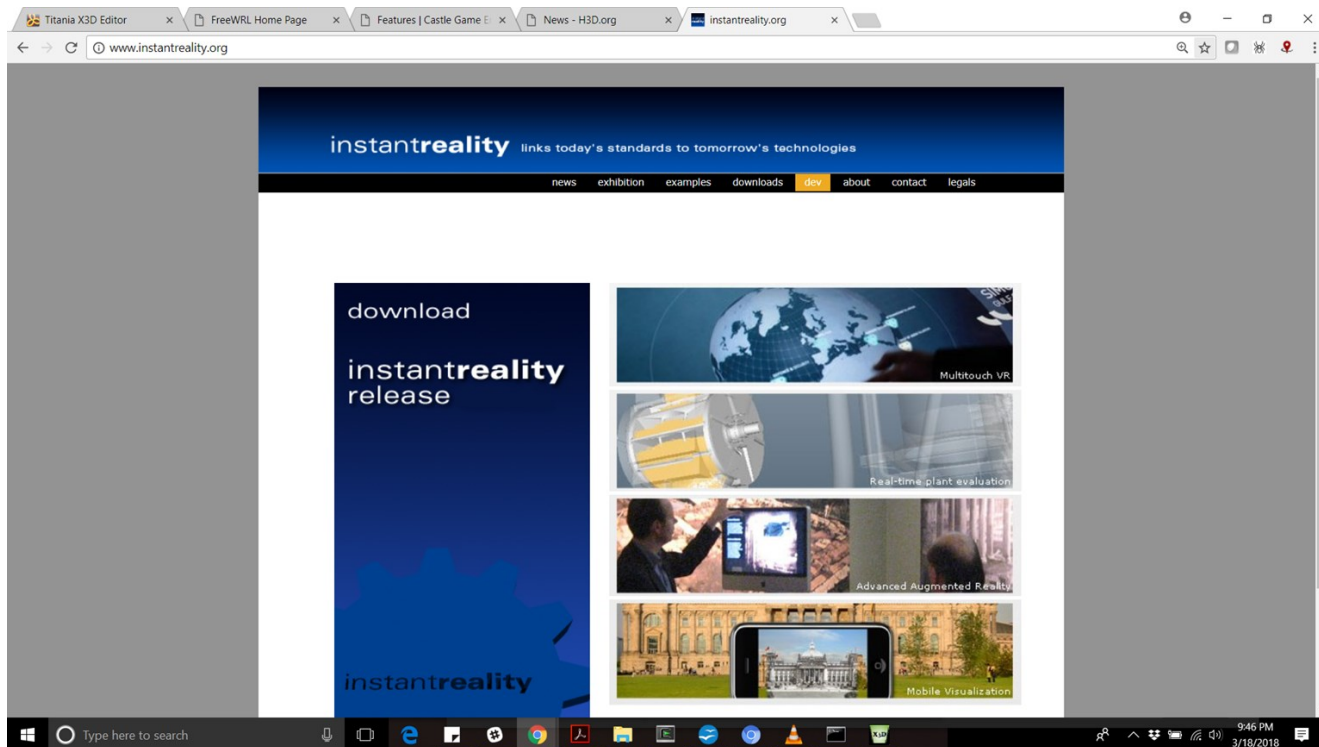 Titania X3D Editor
FreeWRL Home Page
Features | Castle Game E
News - H3D.org
instantreality.org
www.instantreality.org
instantreality links today's standards to tomorrow's technologies
news exhibition examples downloads dev about contact legals
download
instantreality
release
instantreality
Multitouch VR
Real-time plant evaluation
Advanced Augmented Reality
Mobile Visualization
Type here to search
X3D
9:46 PM
3/18/2018